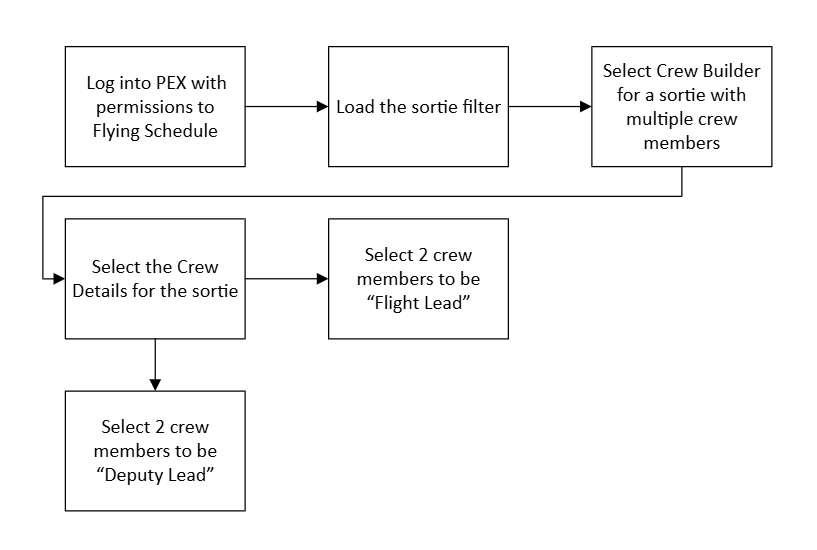 Log into PEX with
permissions to
Flying Schedule
Load the sortie filter
Select Crew Builder
for a sortie with
multiple crew
members
Select the Crew
Details for the sortie
Select 2 crew
members to be
“Flight Lead”
Select 2 crew
members to be
“Deputy Lead”